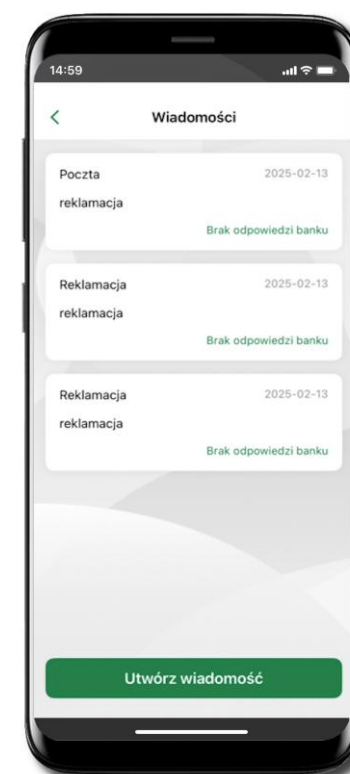 14:59
Wiadomości
Poczta 2025-02-13
reklamacja
Brak odpowiedzi banku
Reklamacja 2025-02-13
reklamacja
Brak odpowiedzi banku
Reklamacja 2025-02-13
reklamacja
Brak odpowiedzi banku
Utwórz wiadomość